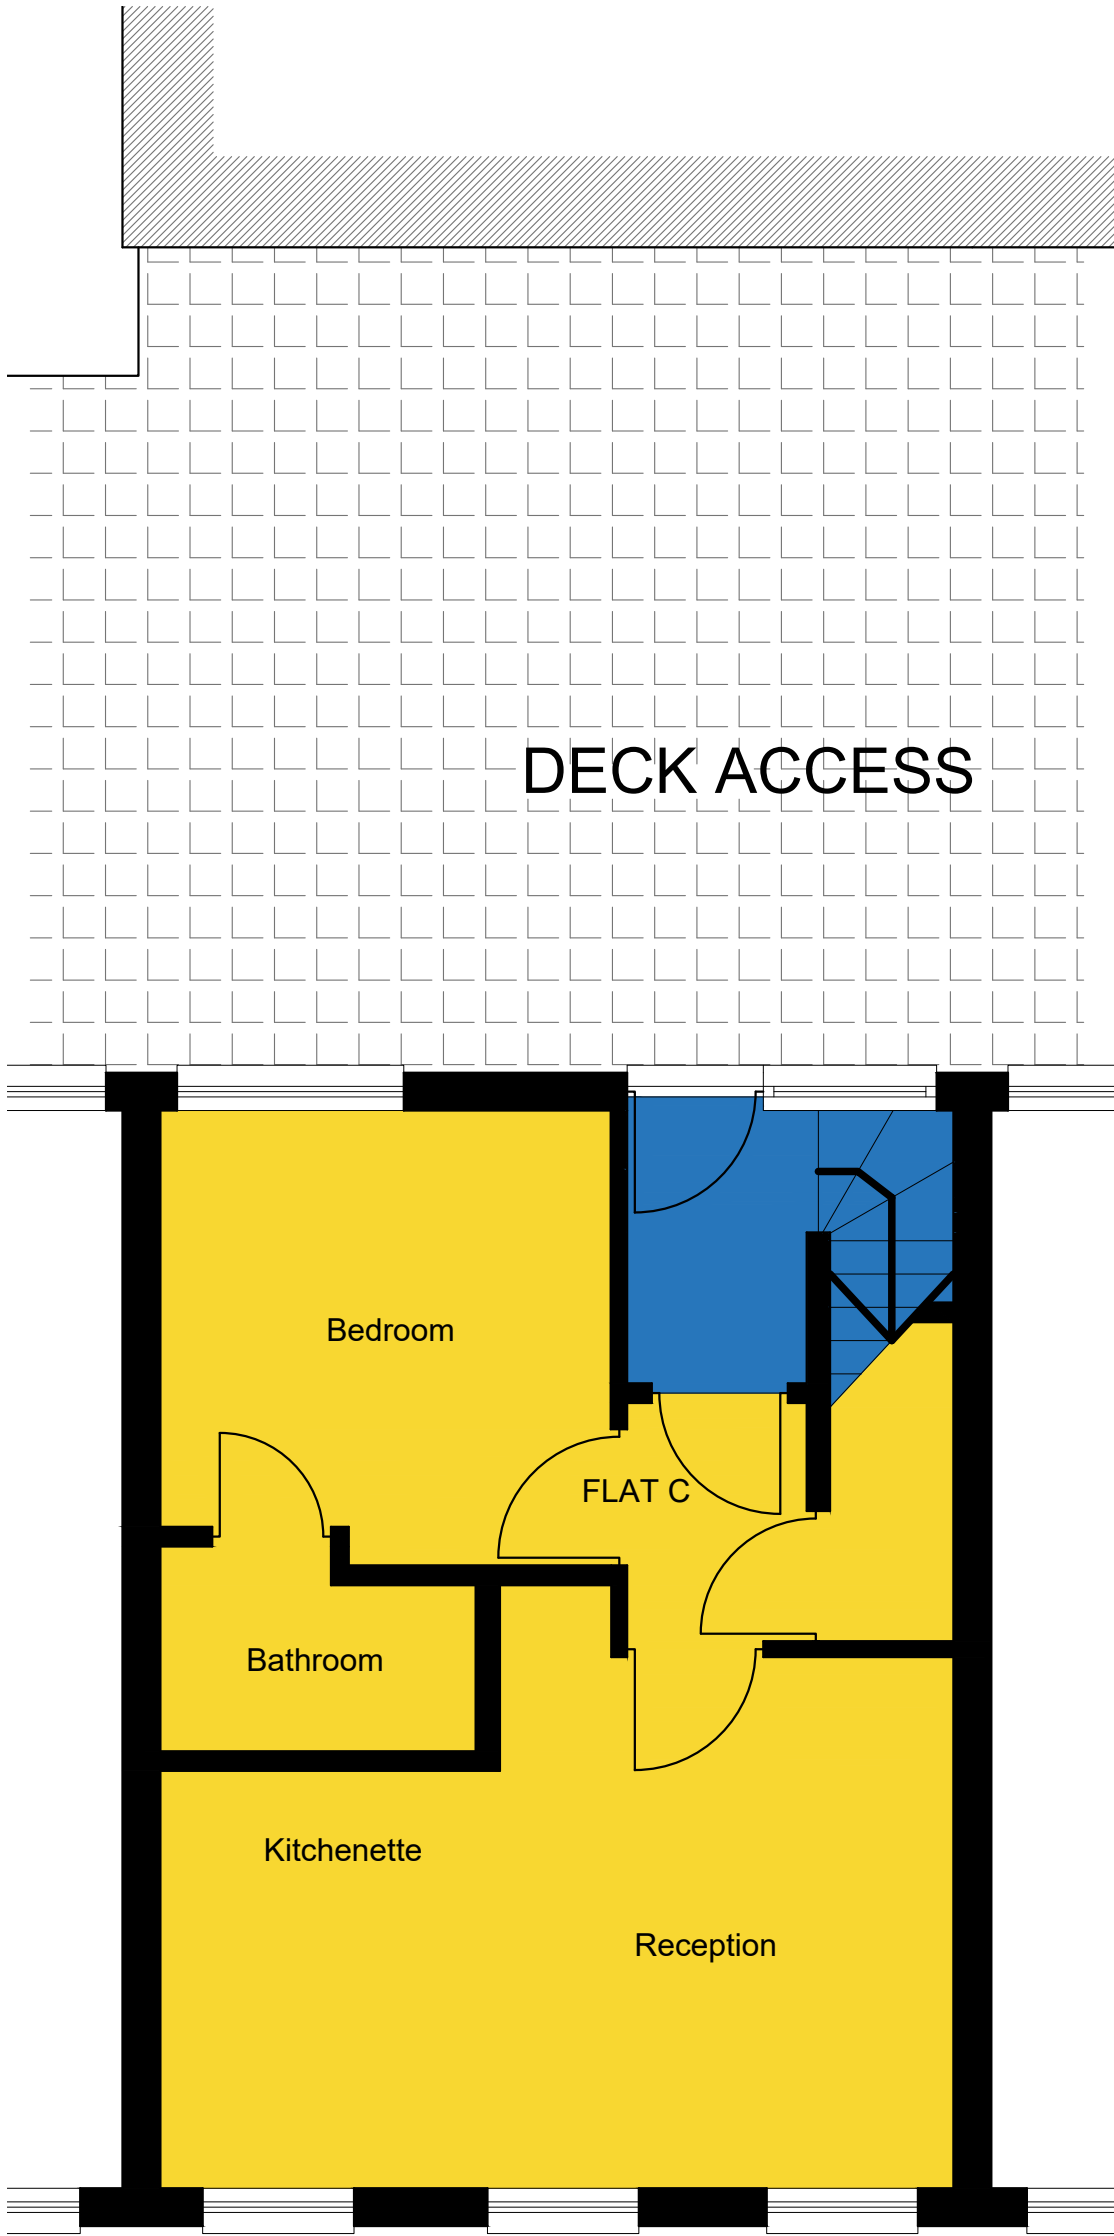 DECK ACCESS
Bedroom
FLAT C
Bathroom
Kitchenette
Reception